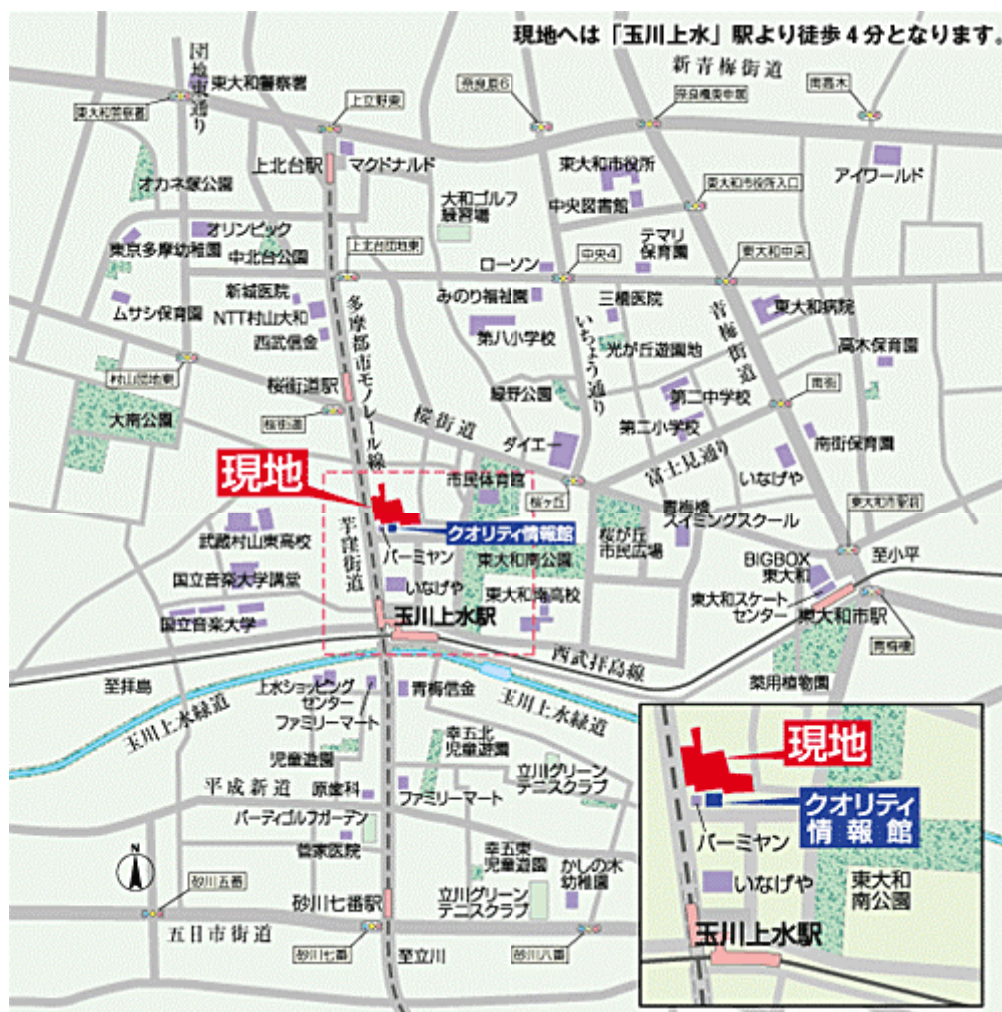 現地へは「玉川上水」駅より徒歩4分となります。
新青梅街道
団地東通り
東大和警察署
東大和警察署
上立野東
奈良原6
奈良橋庚申塚
南高木
上北台駅
マクドナルド
東大和市役所
アイワールド
オカネ塚公園
大和ゴルフ
練習場
中央図書館
東大和市役所入口
オリンピック
東京多摩幼稚園
中北台公園
上北台団地東
ローソン
中央4
テマリ
保育園
東大和中央
新城医院
ムサシ保育園
NTT村山大和
西武信金
多摩都市モノレール線
みのり福祉園
第八小学校
三橋医院
いちょう通り
光が丘遊園地
青梅街道
東大和病院
高木保育園
村山団地東
桜街道駅
大南公園
桜街道
桜街道
緑野公園
第二中学校
南街
第二小学校
ダイエー
富士見通り
南街保育園
いなげや
現地
市民体育館
桜ヶ丘
青梅橋
スイミングスクール
東大和市駅前
クオリティ情報館
武蔵村山東高校
芋窪街道
バーミヤン
東大和南公園
桜が丘
市民広場
至小平
BIGBOX
東大和
国立音楽大学講堂
いなげや
東大和南高校
東大和スケート
センター
国立音楽大学
玉川上水駅
東大和市駅
青梅橋
西武拝島線
薬用植物園
至拝島
玉川上水緑道
上水ショッピング
センター
ファミリーマート
青梅信金
玉川上水緑道
児童遊園
幸五北
児童遊園
立川グリーン
テニスクラブ
平成新道
原歯科
ファミリーマート
バーディゴルフガーデン
菅家医院
幸五東
児童遊園
かしの木
幼稚園
N
砂川五番
砂川七番駅
立川グリーン
テニスクラブ
五日市街道
砂川七番
至立川
砂川八番
現地
クオリティ
情報館
バーミヤン
いなげや
東大和
南公園
玉川上水駅